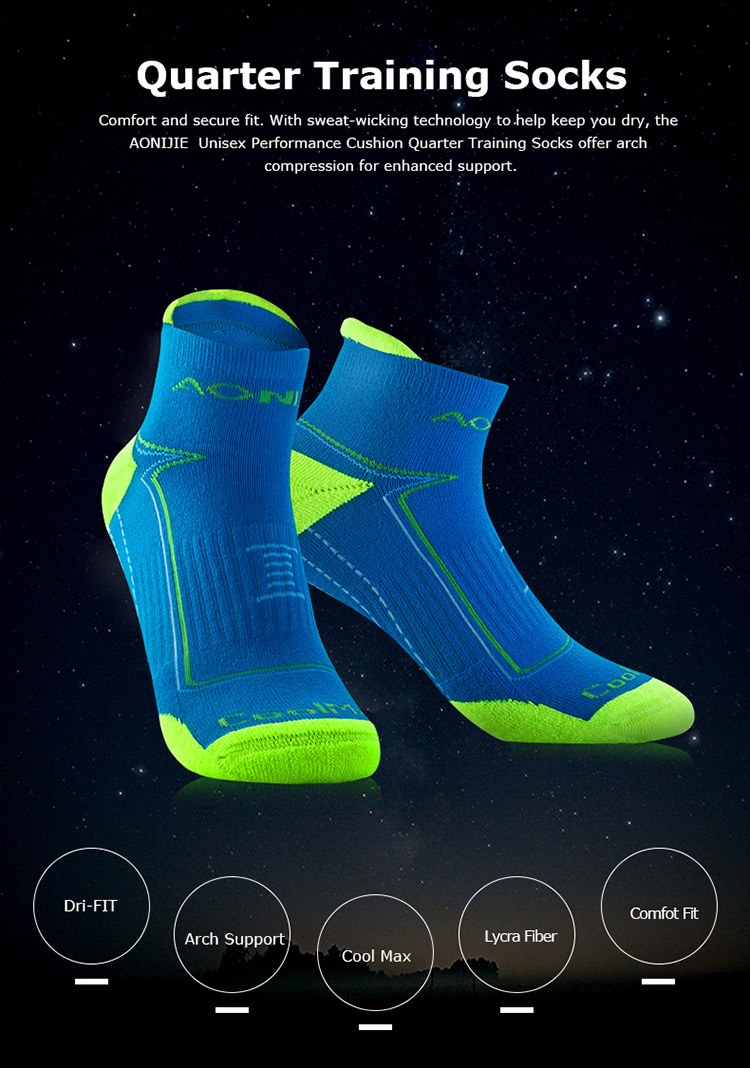 Quarter Training Socks
Comfort and secure fit. With sweat-wicking technology to help keep you dry, the
AONIJIE Unisex Performance Cushion Quarter Training Socks offer arch
compression for enhanced support.
AONI
AO
CoolM
Cool
Dri-FIT
Arch Support
Cool Max
Lycra Fiber
Comfot Fit